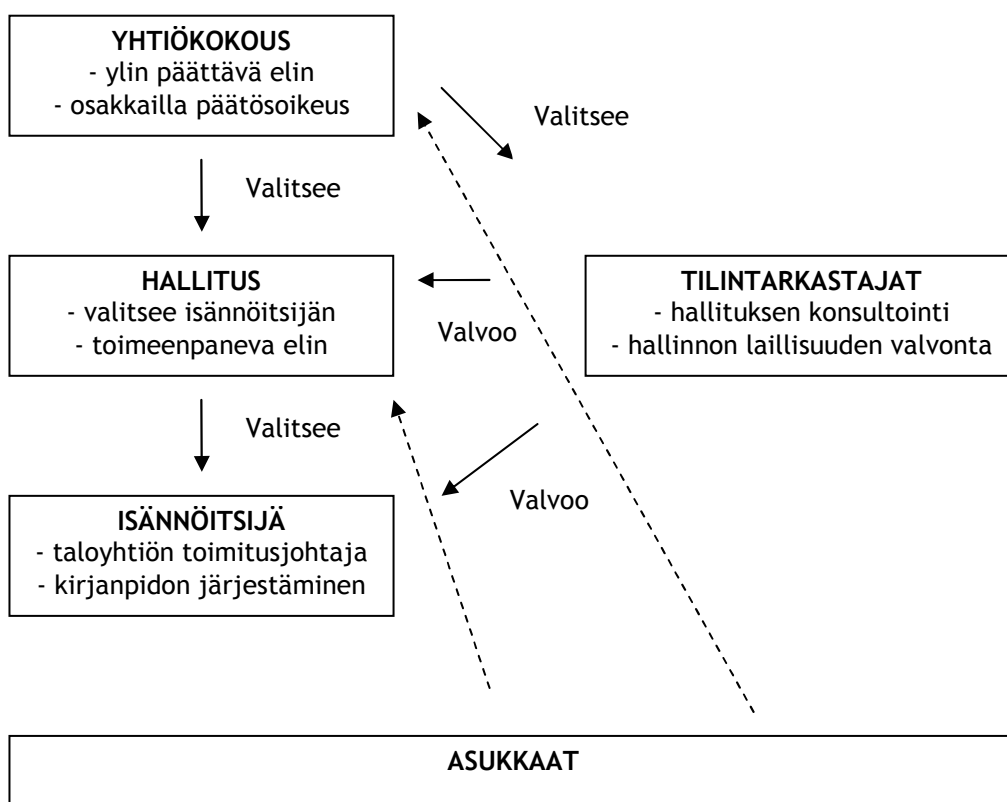 YHTIÖKOKOUS
- ylin päättävä elin
- osakkailla päätösoikeus
Valitsee
Valitsee
HALLITUS
- valitsee isännöitsijän
- toimeenpaneva elin
Valvoo
TILINTARKASTAJAT
- hallituksen konsultointi
- hallinnon laillisuuden valvonta
Valitsee
Valvoo
ISÄNNÖITSIJÄ
- taloyhtiön toimitusjohtaja
- kirjanpidon järjestäminen
ASUKKAAT